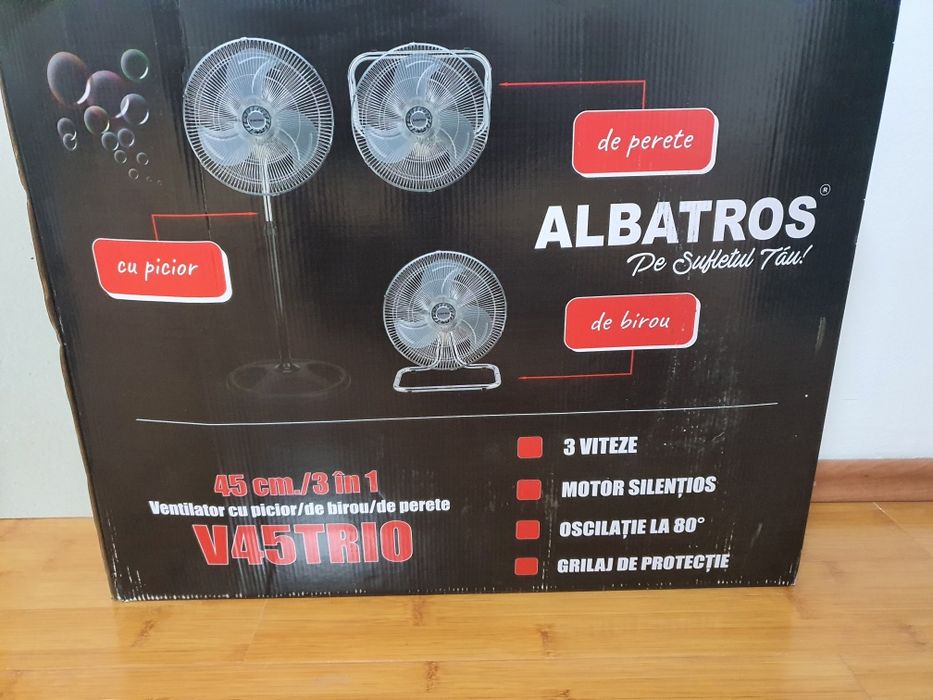 de perete
ALBATROS®
De Sufletul Tău!
cu picior
de birou
45 cm./3 în 1
Ventilator cu picior/de birou/de perete
V45TRIO
3 VITEZE
MOTOR SILENȚIOS
OSCILAȚIE LA 80°
GRILAJ DE PROTECȚIE